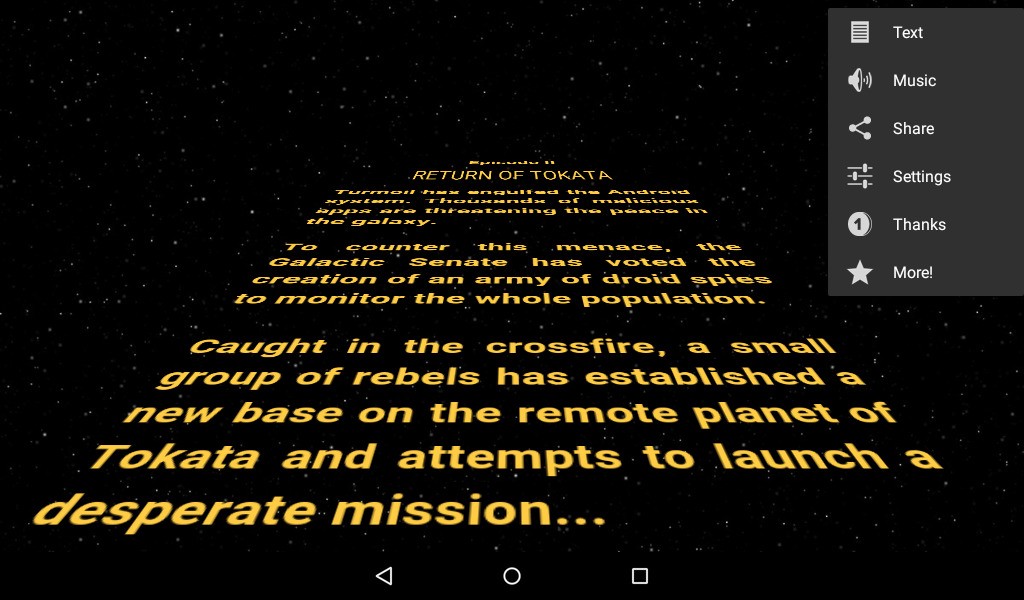 Episode II
RETURN OF TOKATA
Turmoil has engulfed the Android
system. Thousands of malicious
apps are threatening the peace in
the galaxy.
To counter this menace, the
Galactic Senate has voted the
creation of an army of droid spies
to monitor the whole population.
Caught in the crossfire, a small
group of rebels has established a
new base on the remote planet of
Tokata and attempts to launch a
desperate mission...
Text
Music
Share
Settings
1
Thanks
More!